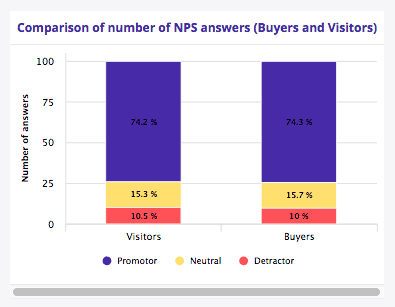 Comparison of number of NPS answers (Buyers and Visitors)
Number of answers
100
75
50
25
0
74.2 %
74.3 %
15.3 %
15.7 %
10.5 %
10 %
Visitors
Buyers
Promotor
Neutral
Detractor